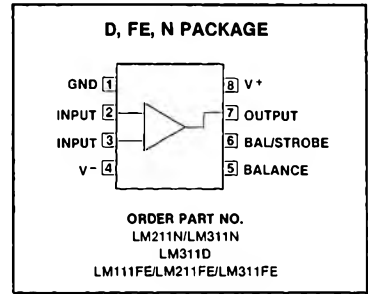 D, FE, N PACKAGE
GND 1
8 V+
INPUT 2
7 OUTPUT
INPUT 3
6 BAL/STROBE
V- 4
5 BALANCE
ORDER PART NO.
LM211N/LM311N
LM311D
LM111FE/LM211FE/LM311FE